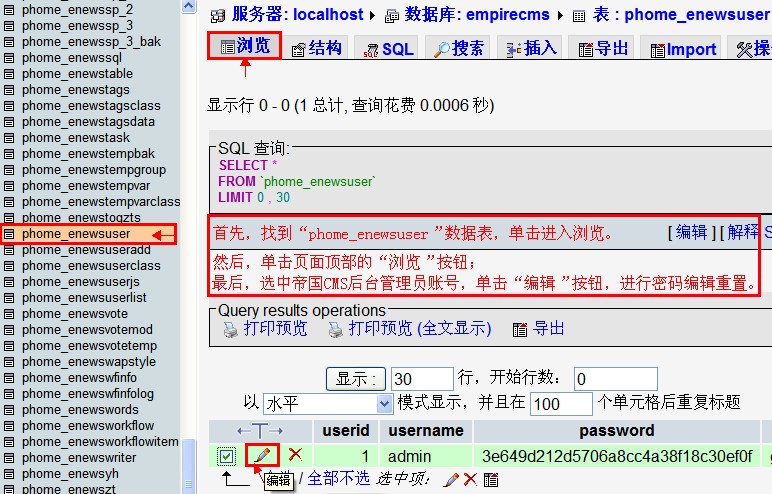 phome_enewssp_2
phome_enewssp_3
phome_enewssp_3_bak
phome_enewssql
phome_enewstable
phome_enewstags
phome_enewstagsclass
phome_enewstagsdata
phome_enewstask
phome_enewstempbak
phome_enewstempgroup
phome_enewstempvar
phome_enewstempvarclass
phome_enewstogzts
phome_enewsuser
phome_enewsuseradd
phome_enewsuserclass
phome_enewsuserjs
phome_enewsuserlist
phome_enewsvote
phome_enewsvotemod
phome_enewsvotetemp
phome_enewswapstyle
phome_enewswfinfo
phome_enewswfinfolog
phome_enewswords
phome_enewsworkflow
phome_enewsworkflowitem
phome_enewswriter
phome_enewsyh
phome_enewszt
服务器: localhost 数据库: empirecms 表 : phome_enewsuser
浏览 结构 SQL 搜索 插入 导出 Import 操
显示行 0 - 0 (1 总计, 查询花费 0.0006 秒)
SQL 查询:
SELECT *
FROM `phome_enewsuser`
LIMIT 0 , 30
首先，找到“phome_enewsuser ”数据表，单击进入浏览。 [ 编辑 ] [ 解释 S
然后，单击页面顶部的“浏览 ”按钮；
最后，选中帝国CMS后台管理员账号，单击“编辑 ”按钮，进行密码编辑重置。
Query results operations
打印预览 打印预览 (全文显示) 导出
显示 : 30 行，开始行数： 0
以 水平 模式显示，并且在 100 个单元格后重复标题
←T→ userid username password
1 admin 3e649d212d5706a8cc4a38f18c30ef0f
/ 全部不选 选中项:
编辑